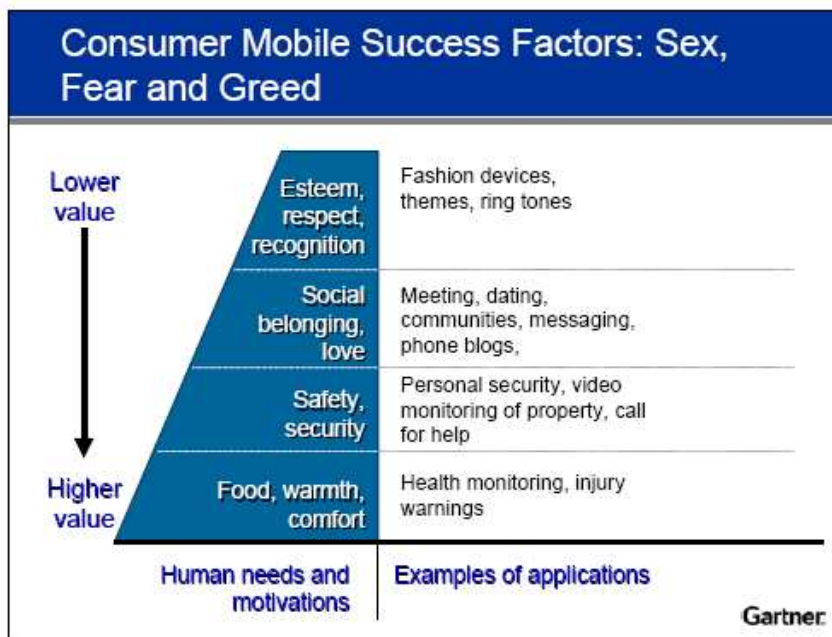 Consumer Mobile Success Factors: Sex,
Fear and Greed
Lower
value
Higher
value
Esteem,
respect,
recognition
Fashion devices,
themes, ring tones
Social
belonging,
love
Meeting, dating,
communities, messaging,
phone blogs,
Safety,
security
Personal security, video
monitoring of property, call
for help
Food, warmth,
comfort
Health monitoring, injury
warnings
Human needs and
motivations
Examples of applications
Gartner